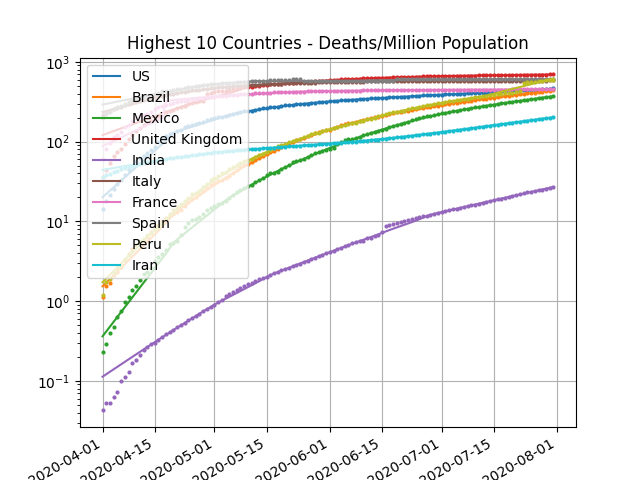 Highest 10 Countries - Deaths/Million Population
10³
10²
10¹
10⁰
10⁻¹
US
Brazil
Mexico
United Kingdom
India
Italy
France
Spain
Peru
Iran
2020-04-01
2020-04-15
2020-05-01
2020-05-15
2020-06-01
2020-06-15
2020-07-01
2020-07-15
2020-08-01